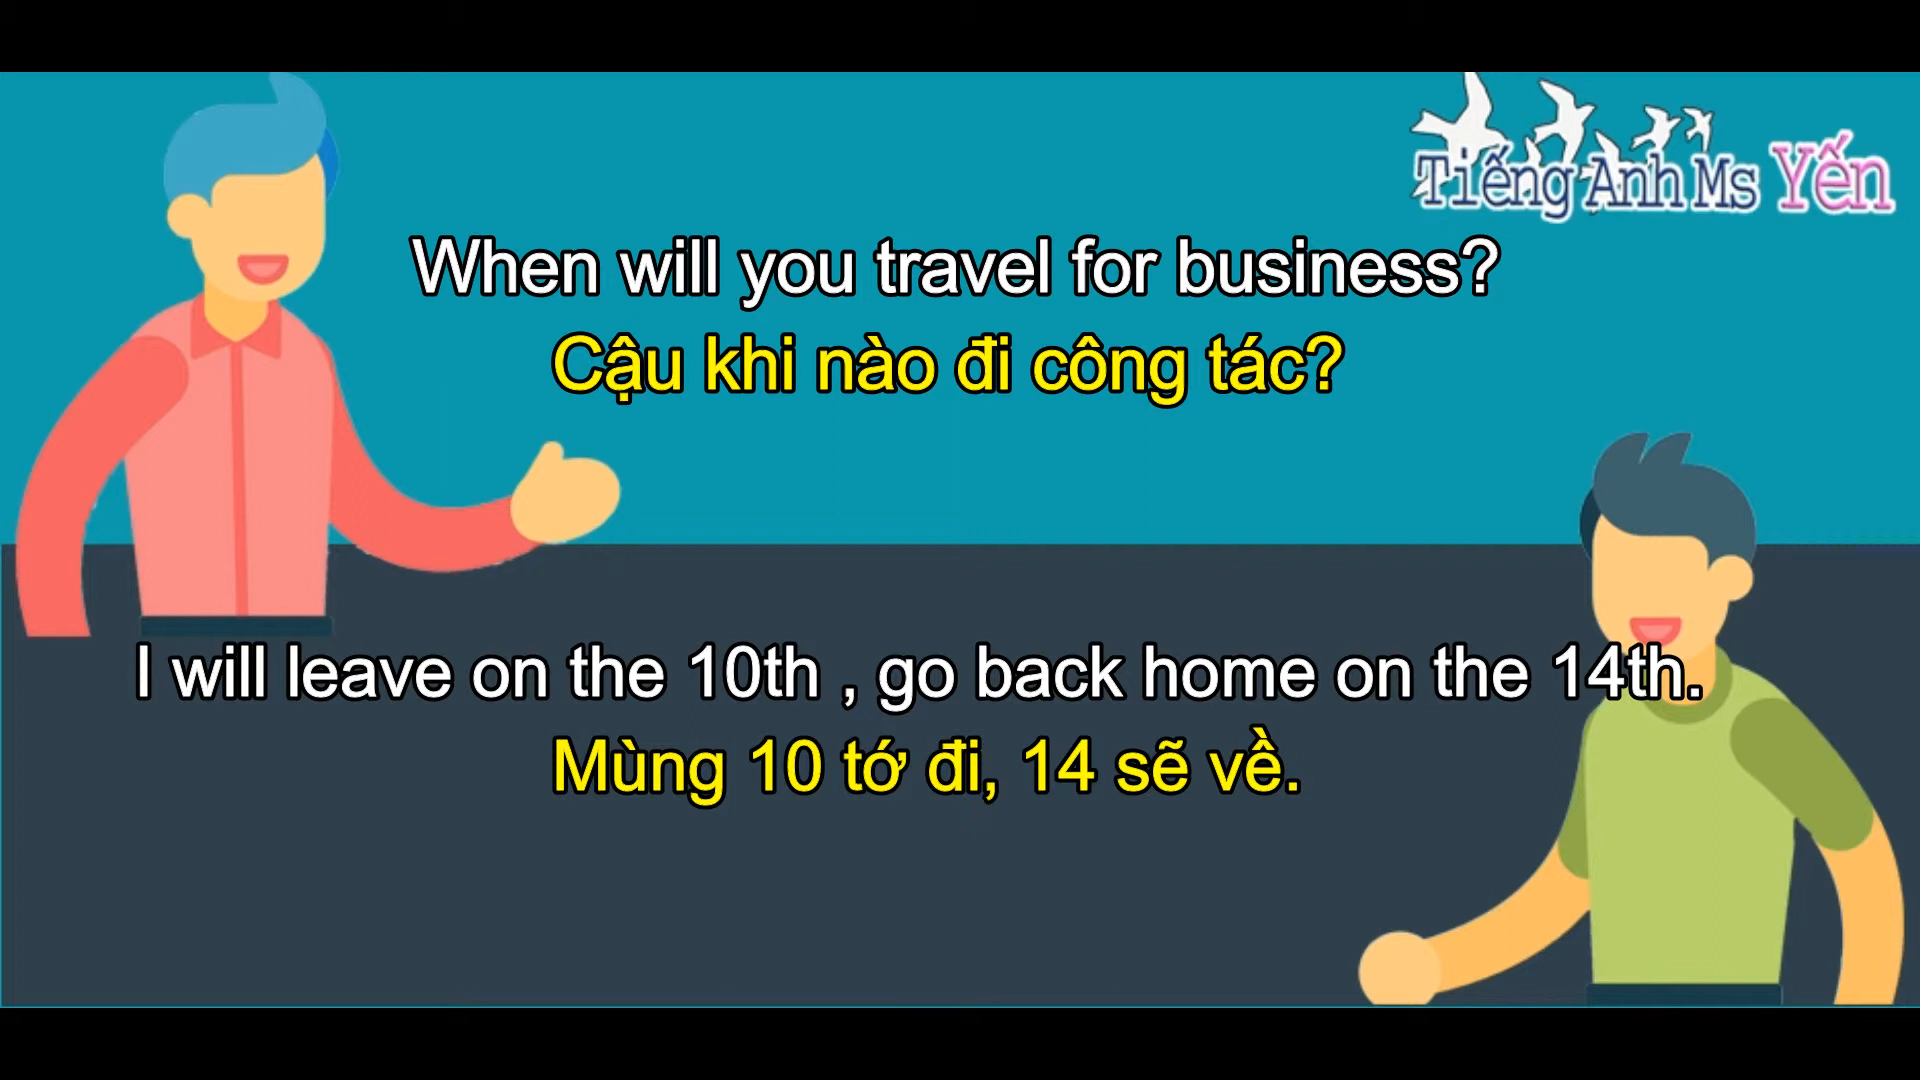 Tiếng Anh Ms Yến
When will you travel for business?
Cậu khi nào đi công tác?
I will leave on the 10th , go back home on the 14th.
Mùng 10 tớ đi, 14 sẽ về.